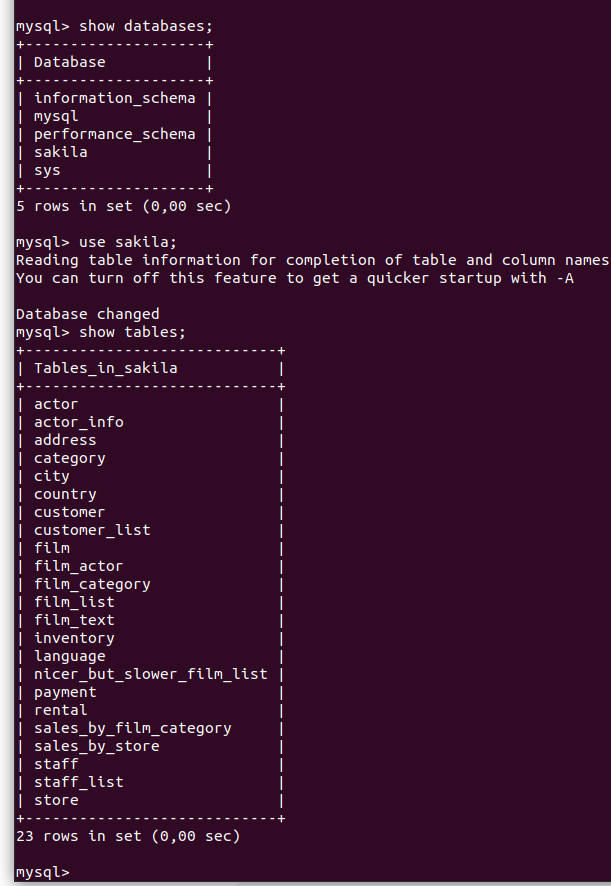 mysql> show databases;
+--------------------+
| Database           |
+--------------------+
| information_schema |
| mysql              |
| performance_schema |
| sakila             |
| sys                |
+--------------------+
5 rows in set (0,00 sec)

mysql> use sakila;
Reading table information for completion of table and column names
You can turn off this feature to get a quicker startup with -A

Database changed
mysql> show tables;
+----------------------------+
| Tables_in_sakila           |
+----------------------------+
| actor                      |
| actor_info                 |
| address                    |
| category                   |
| city                       |
| country                    |
| customer                   |
| customer_list              |
| film                       |
| film_actor                 |
| film_category              |
| film_list                  |
| film_text                  |
| inventory                  |
| language                   |
| nicer_but_slower_film_list |
| payment                    |
| rental                     |
| sales_by_film_category     |
| sales_by_store             |
| staff                      |
| staff_list                 |
| store                      |
+----------------------------+
23 rows in set (0,00 sec)

mysql>